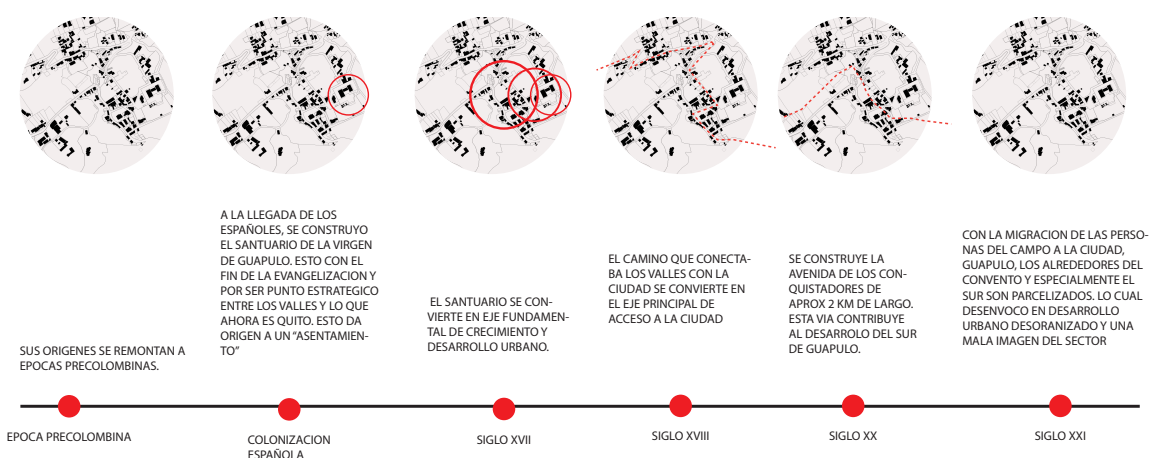 SUS ORIGENES SE REMONTAN A
EPOCAS PRECOLOMBINAS.
A LA LLEGADA DE LOS
ESPAÑOLES, SE CONSTRUYO
EL SANTUARIO DE LA VIRGEN
DE GUAPULO. ESTO CON EL
FIN DE LA EVANGELIZACION Y
POR SER PUNTO ESTRATEGICO
ENTRE LOS VALLES Y LO QUE
AHORA ES QUITO. ESTO DA
ORIGEN A UN "ASENTAMIEN-
TO"
EL SANTUARIO SE CON-
VIERTE EN EJE FUNDAMEN-
TAL DE CRECIMIENTO Y
DESARROLLO URBANO.
EL CAMINO QUE CONECTA-
BA LOS VALLES CON LA
CIUDAD SE CONVIERTE EN
EL EJE PRINCIPAL DE
ACCESO A LA CIUDAD
SE CONSTRUYE LA
AVENIDA DE LOS CON-
QUISTADORES DE
APROX 2 KM DE LARGO.
ESTA VIA CONTRIBUYE
AL DESARROLO DEL SUR
DE GUAPULO.
CON LA MIGRACION DE LAS PERSO-
NAS DEL CAMPO A LA CIUDAD,
GUAPULO, LOS ALREDEDORES DEL
CONVENTO Y ESPECIALMENTE EL
SUR SON PARCELIZADOS. LO CUAL
DESENVOCO EN DESARROLLO
URBANO DESORANIZADO Y UNA
MALA IMAGEN DEL SECTOR
EPOCA PRECOLOMBINA
COLONIZACION
ESPAÑOLA
SIGLO XVII
SIGLO XVIII
SIGLO XX
SIGLO XXI